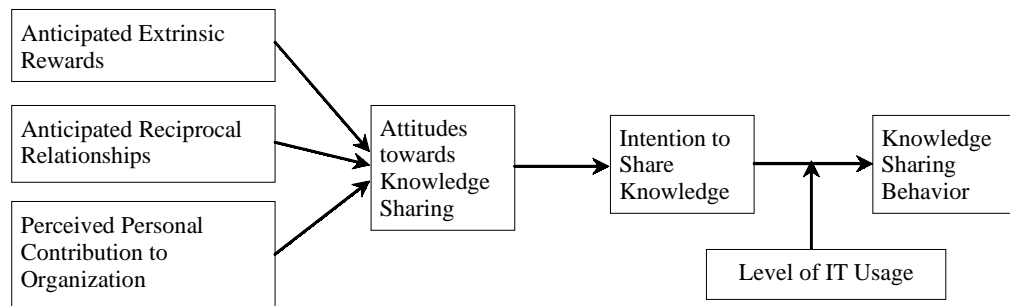 Anticipated Extrinsic
Rewards
Anticipated Reciprocal
Relationships
Perceived Personal
Contribution to
Organization
Attitudes
towards
Knowledge
Sharing
Intention to
Share
Knowledge
Knowledge
Sharing
Behavior
Level of IT Usage